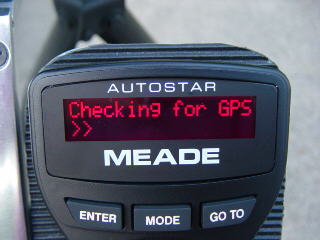 AUTOSTAR
Checking for GPS
>>
MEADE
ENTER MODE GO TO